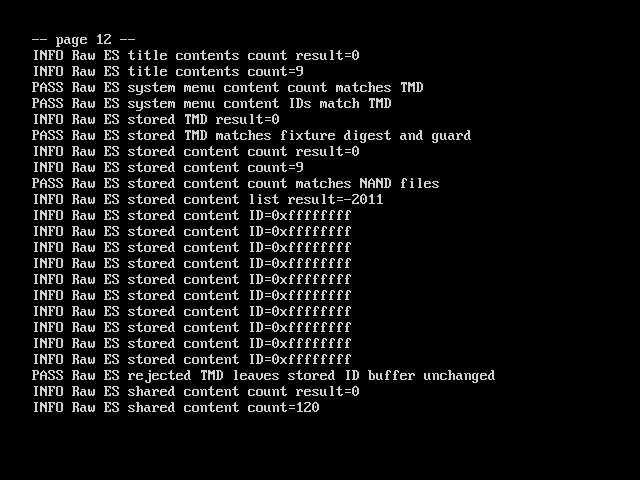 -- page 12 --
INFO Raw ES title contents count result=0
INFO Raw ES title contents count=9
PASS Raw ES system menu content count matches TMD
PASS Raw ES system menu content IDs match TMD
INFO Raw ES stored TMD result=0
PASS Raw ES stored TMD matches fixture digest and guard
INFO Raw ES stored content count result=0
INFO Raw ES stored content count=9
PASS Raw ES stored content count matches NAND files
INFO Raw ES stored content list result=-2011
INFO Raw ES stored content ID=0xffffffff
INFO Raw ES stored content ID=0xffffffff
INFO Raw ES stored content ID=0xffffffff
INFO Raw ES stored content ID=0xffffffff
INFO Raw ES stored content ID=0xffffffff
INFO Raw ES stored content ID=0xffffffff
INFO Raw ES stored content ID=0xffffffff
INFO Raw ES stored content ID=0xffffffff
INFO Raw ES stored content ID=0xffffffff
INFO Raw ES stored content ID=0xffffffff
PASS Raw ES rejected TMD leaves stored ID buffer unchanged
INFO Raw ES shared content count result=0
INFO Raw ES shared content count=120